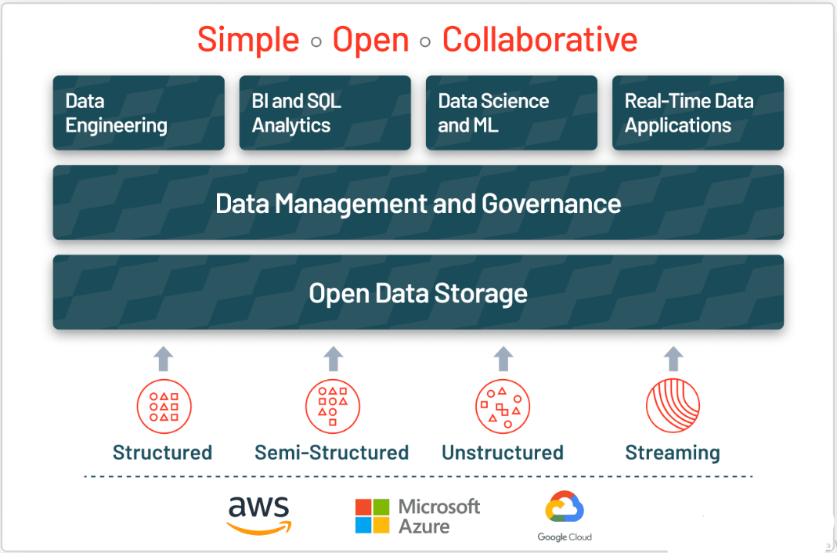 Simple ○ Open ○ Collaborative
Data
Engineering
BI and SQL
Analytics
Data Science
and ML
Real-Time Data
Applications
Data Management and Governance
Open Data Storage
Structured
Semi-Structured
Unstructured
Streaming
aws
Microsoft
Azure
Google Cloud